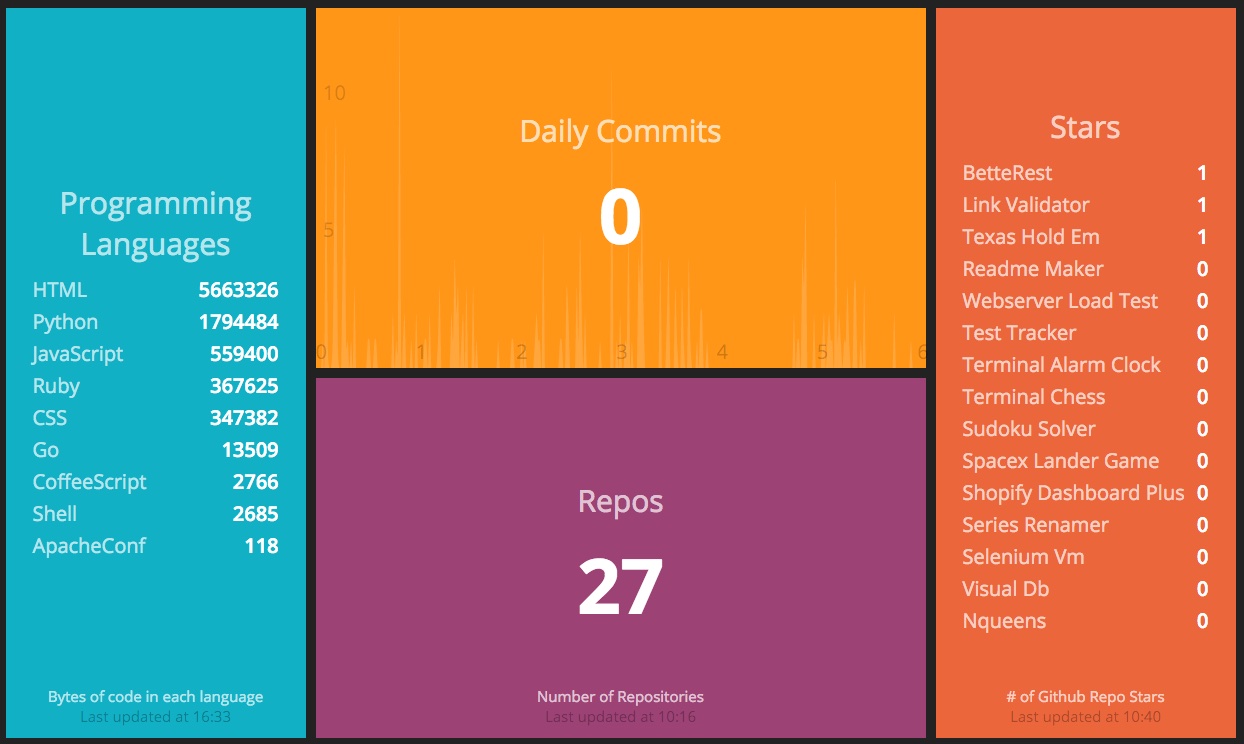 Programming
Languages
HTML 5663326
Python 1794484
JavaScript 559400
Ruby 367625
CSS 347382
Go 13509
CoffeeScript 2766
Shell 2685
ApacheConf 118
Bytes of code in each language
Last updated at 16:33
10
Daily Commits
0
5
0 1 2 3 4 5 6
Repos
27
Number of Repositories
Last updated at 10:16
Stars
BetteRest 1
Link Validator 1
Texas Hold Em 1
Readme Maker 0
Webserver Load Test 0
Test Tracker 0
Terminal Alarm Clock 0
Terminal Chess 0
Sudoku Solver 0
Spacex Lander Game 0
Shopify Dashboard Plus 0
Series Renamer 0
Selenium Vm 0
Visual Db 0
Nqueens 0
# of Github Repo Stars
Last updated at 10:40